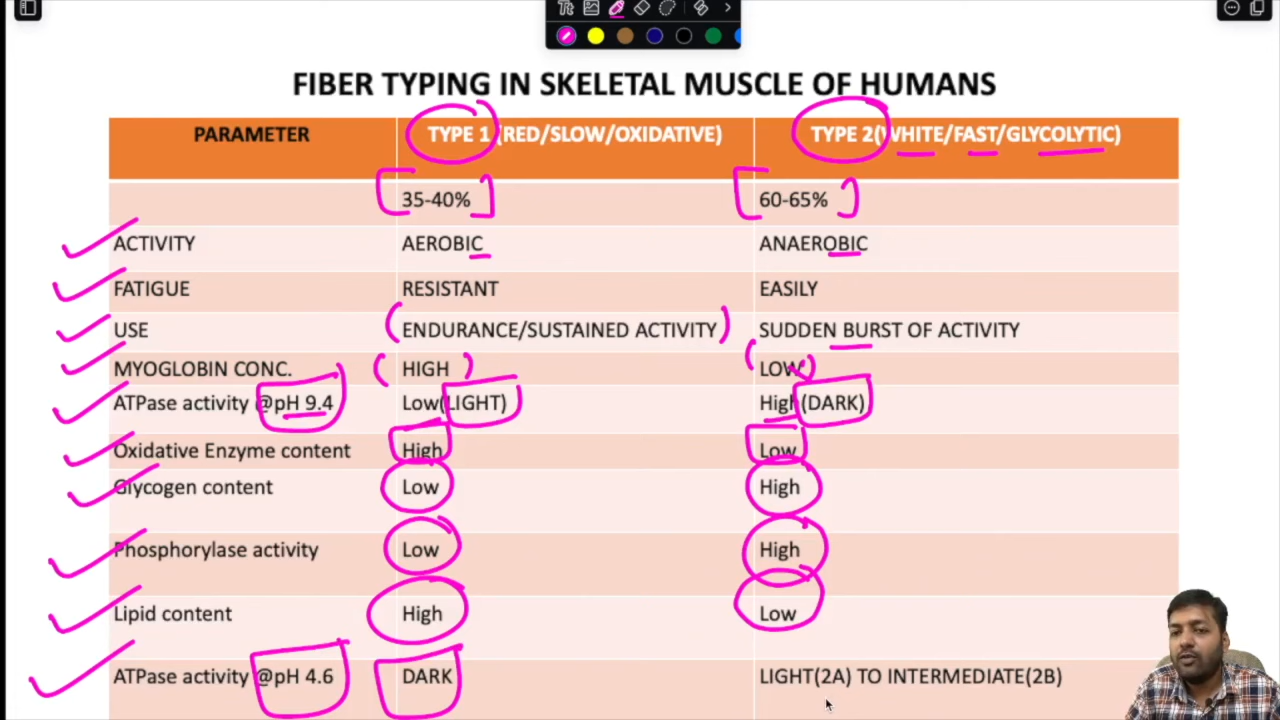 FIBER TYPING IN SKELETAL MUSCLE OF HUMANS
PARAMETER TYPE 1 (RED/SLOW/OXIDATIVE) TYPE 2(WHITE/FAST/GLYCOLYTIC)
35-40% 60-65%
ACTIVITY AEROBIC ANAEROBIC
FATIGUE RESISTANT EASILY
USE ENDURANCE/SUSTAINED ACTIVITY SUDDEN BURST OF ACTIVITY
MYOGLOBIN CONC. HIGH LOW
ATPase activity @pH 9.4 Low(LIGHT) High(DARK)
Oxidative Enzyme content High Low
Glycogen content Low High
Phosphorylase activity Low High
Lipid content High Low
ATPase activity @pH 4.6 DARK LIGHT(2A) TO INTERMEDIATE(2B)